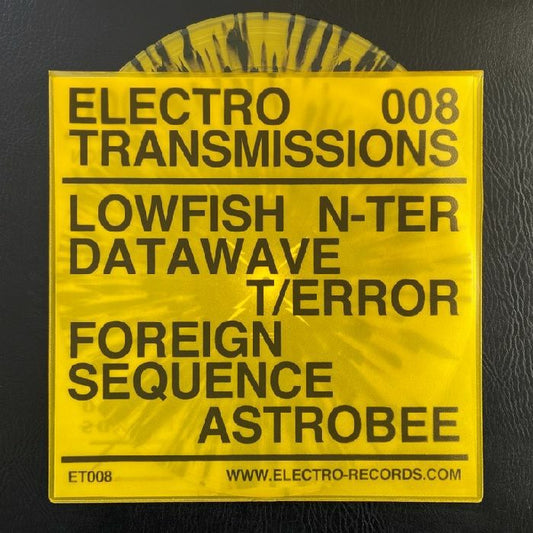 ELECTRO 008
TRANSMISSIONS
LOWFISH N-TER
DATAWAVE
T/ERROR
FOREIGN
SEQUENCE
ASTROBEE
ET008 WWW.ELECTRO-RECORDS.COM